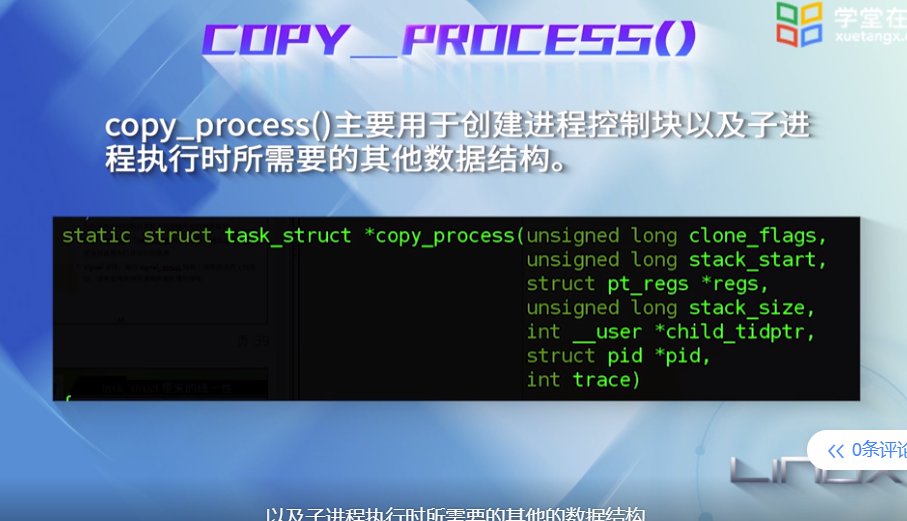 COPY_PROCESS()
学堂在
xuetangx.c
copy_process()主要用于创建进程控制块以及子进
程执行时所需要的其他数据结构。
static struct task_struct *copy_process(unsigned long clone_flags,
unsigned long stack_start,
struct pt_regs *regs,
unsigned long stack_size,
int __user *child_tidptr,
struct pid *pid,
int trace)
{
0条评论
LINUX
以及子进程执行时所需要的其他的数据结构